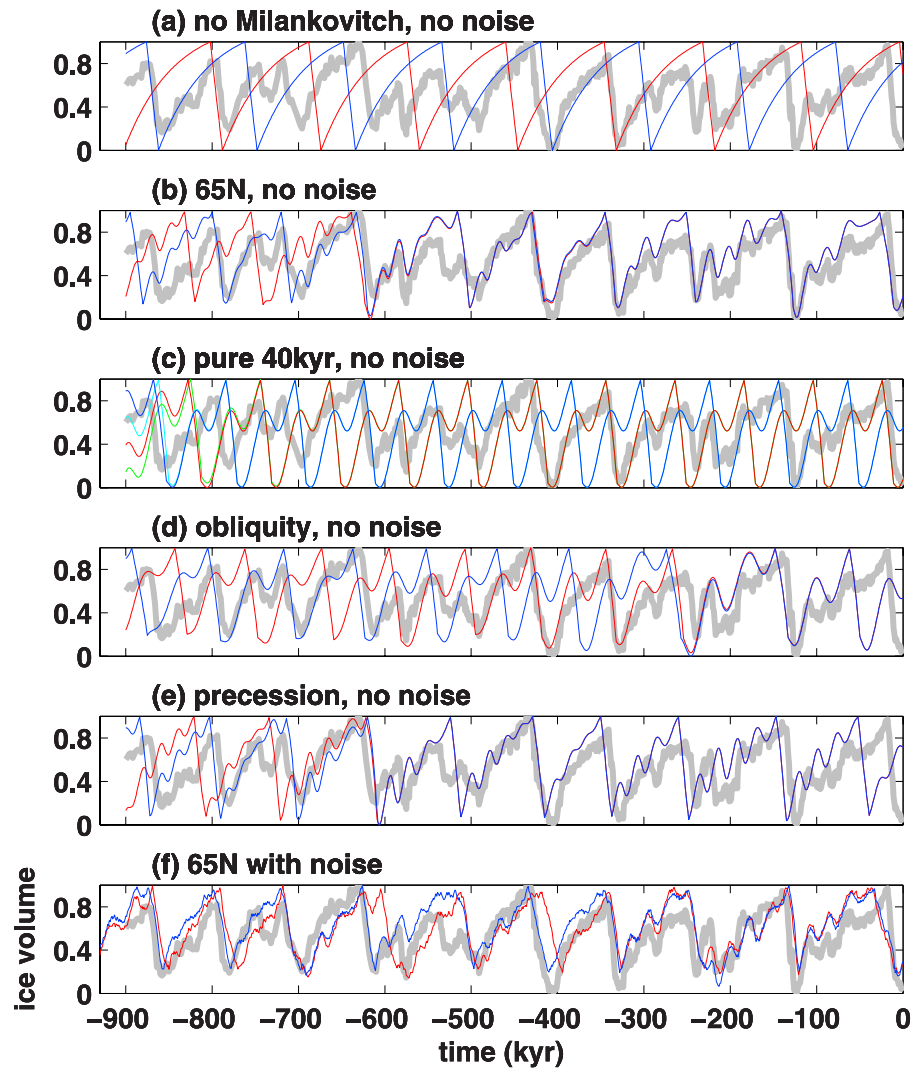 (a) no Milankovitch, no noise
0.8
0.4
0
(b) 65N, no noise
0.8
0.4
0
(c) pure 40kyr, no noise
0.8
0.4
0
(d) obliquity, no noise
0.8
0.4
0
(e) precession, no noise
0.8
0.4
0
(f) 65N with noise
0.8
0.4
0
ice volume
−900 −800 −700 −600 −500 −400 −300 −200 −100 0
time (kyr)